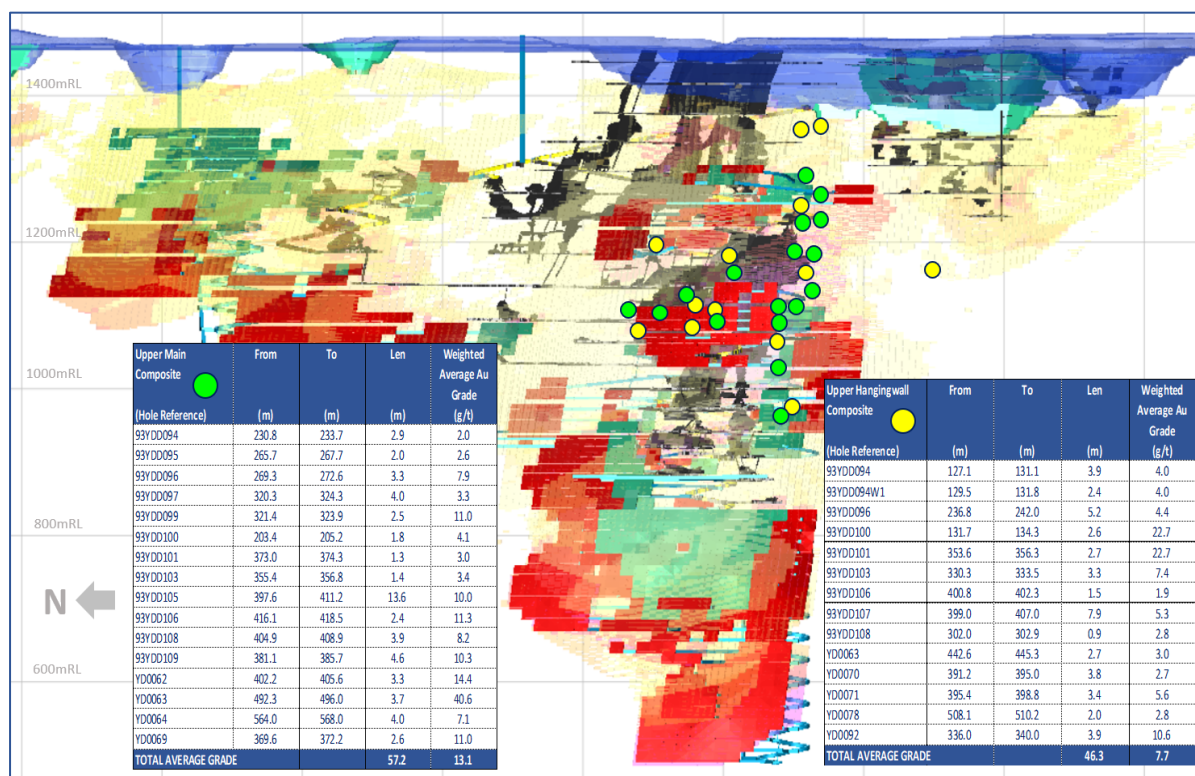 1400mRL
1200mRL
1000mRL
800mRL
600mRL
N
Upper Main Composite From To Len Weighted Average Au Grade
(Hole Reference) (m) (m) (m) (g/t)
93YDD094 230.8 233.7 2.9 2.0
93YDD095 265.7 267.7 2.0 2.6
93YDD096 269.3 272.6 3.3 7.9
93YDD097 320.3 324.3 4.0 3.3
93YDD099 321.4 323.9 2.5 11.0
93YDD100 203.4 205.2 1.8 4.1
93YDD101 373.0 374.3 1.3 3.0
93YDD103 355.4 356.8 1.4 3.4
93YDD105 397.6 411.2 13.6 10.0
93YDD106 416.1 418.5 2.4 11.3
93YDD108 404.9 408.9 3.9 8.2
93YDD109 381.1 385.7 4.6 10.3
YD0062 402.2 405.6 3.3 14.4
YD0063 492.3 496.0 3.7 40.6
YD0064 564.0 568.0 4.0 7.1
YD0069 369.6 372.2 2.6 11.0
TOTAL AVERAGE GRADE 57.2 13.1
Upper Hangingwall Composite From To Len Weighted Average Au Grade
(Hole Reference) (m) (m) (m) (g/t)
93YDD094 127.1 131.1 3.9 4.0
93YDD094W1 129.5 131.8 2.4 4.0
93YDD096 236.8 242.0 5.2 4.4
93YDD100 131.7 134.3 2.6 22.7
93YDD101 353.6 356.3 2.7 22.7
93YDD103 330.3 333.5 3.3 7.4
93YDD106 400.8 402.3 1.5 1.9
93YDD107 399.0 407.0 7.9 5.3
93YDD108 302.0 302.9 0.9 2.8
YD0063 442.6 445.3 2.7 3.0
YD0070 391.2 395.0 3.8 2.7
YD0071 395.4 398.8 3.4 5.6
YD0078 508.1 510.2 2.0 2.8
YD0092 336.0 340.0 3.9 10.6
TOTAL AVERAGE GRADE 46.3 7.7